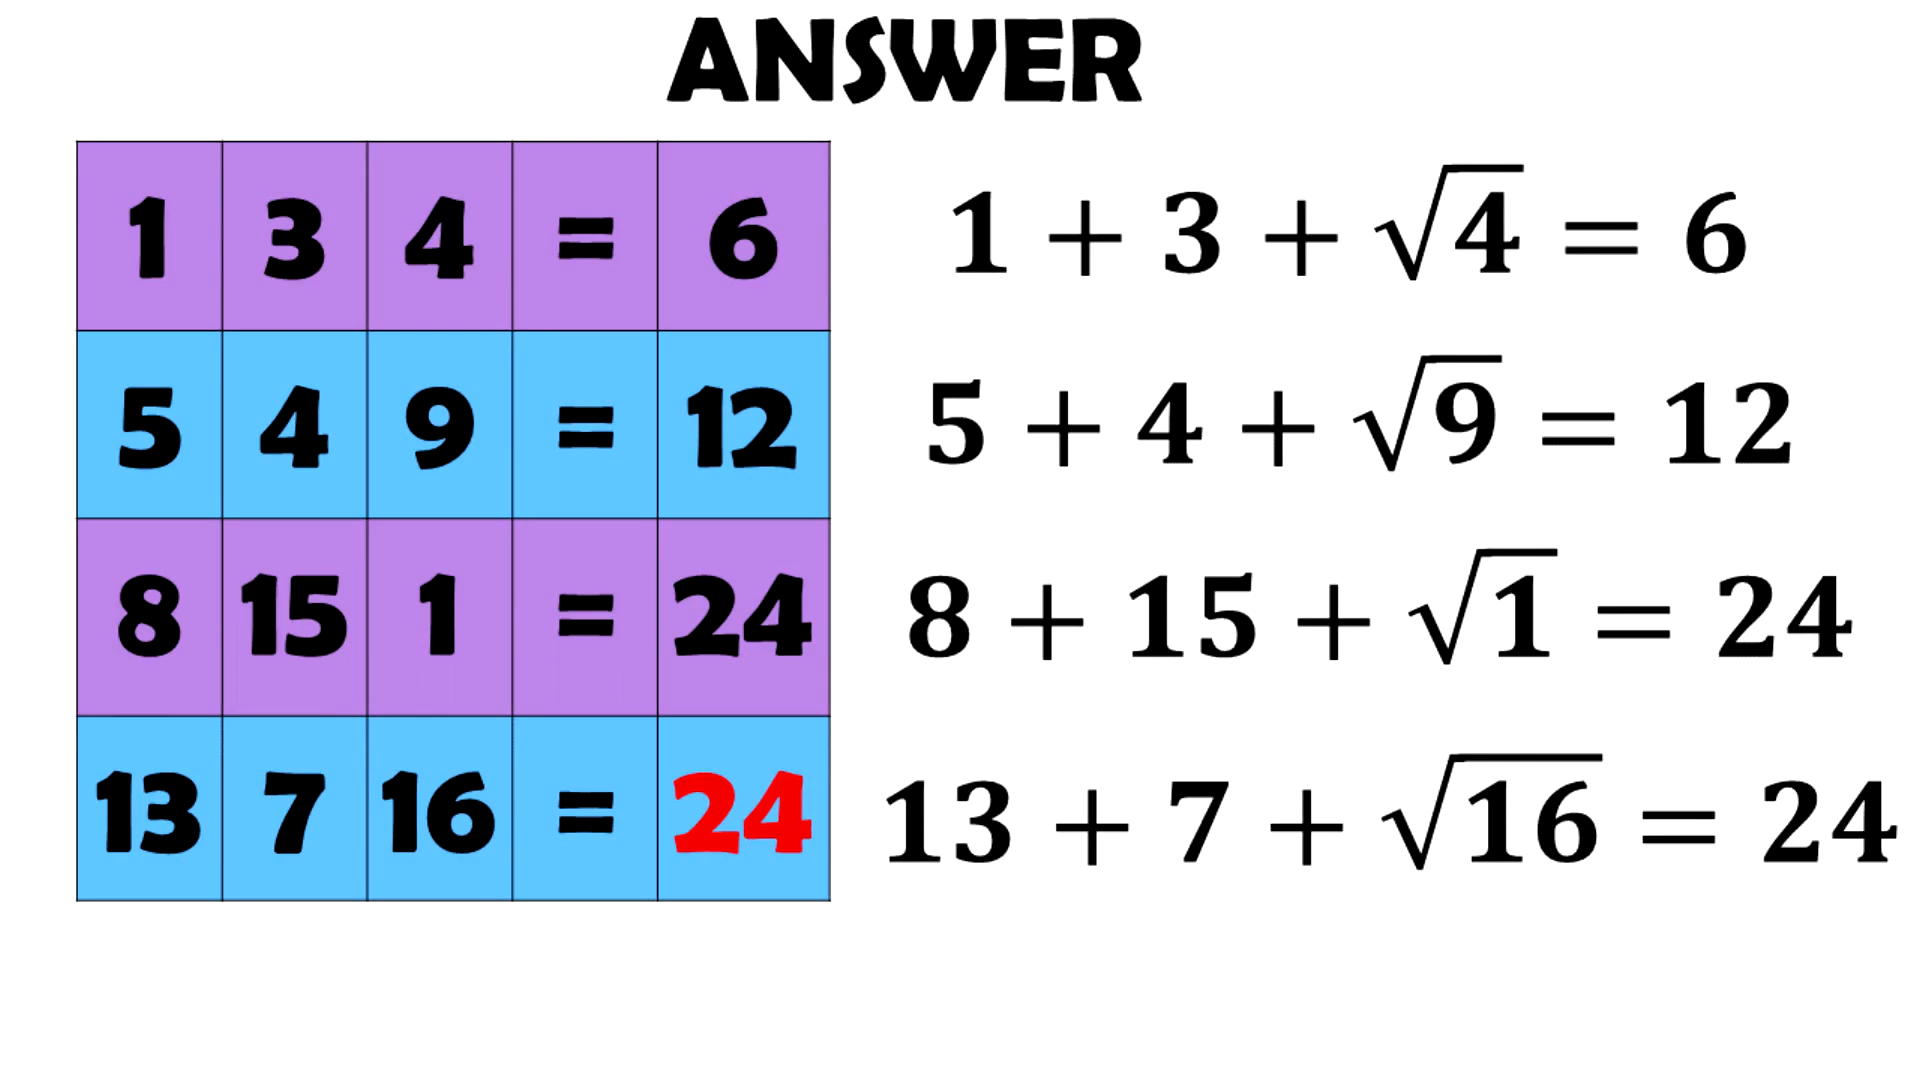 ANSWER
1 3 4 = 6
1 + 3 + √4 = 6
5 4 9 = 12
5 + 4 + √9 = 12
8 15 1 = 24
8 + 15 + √1 = 24
13 7 16 = 24
13 + 7 + √16 = 24